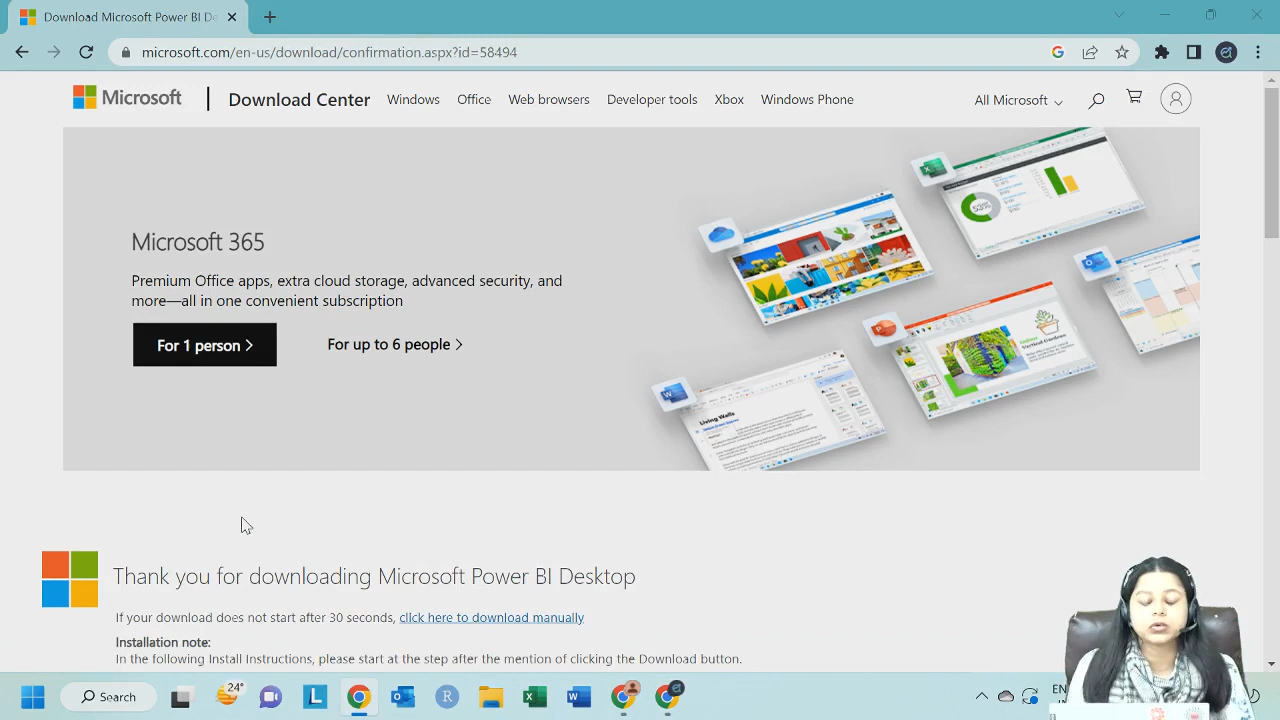 Download Microsoft Power BI De
microsoft.com/en-us/download/confirmation.aspx?id=58494
Microsoft
Download Center
Windows
Office
Web browsers
Developer tools
Xbox
Windows Phone
All Microsoft
Microsoft 365
Premium Office apps, extra cloud storage, advanced security, and
more—all in one convenient subscription
For 1 person
For up to 6 people
Living Walls
Vertical Gardens
Thank you for downloading Microsoft Power BI Desktop
If your download does not start after 30 seconds, click here to download manually
Installation note:
In the following Install Instructions, please start at the step after the mention of clicking the Download button.
Search
24°
EN